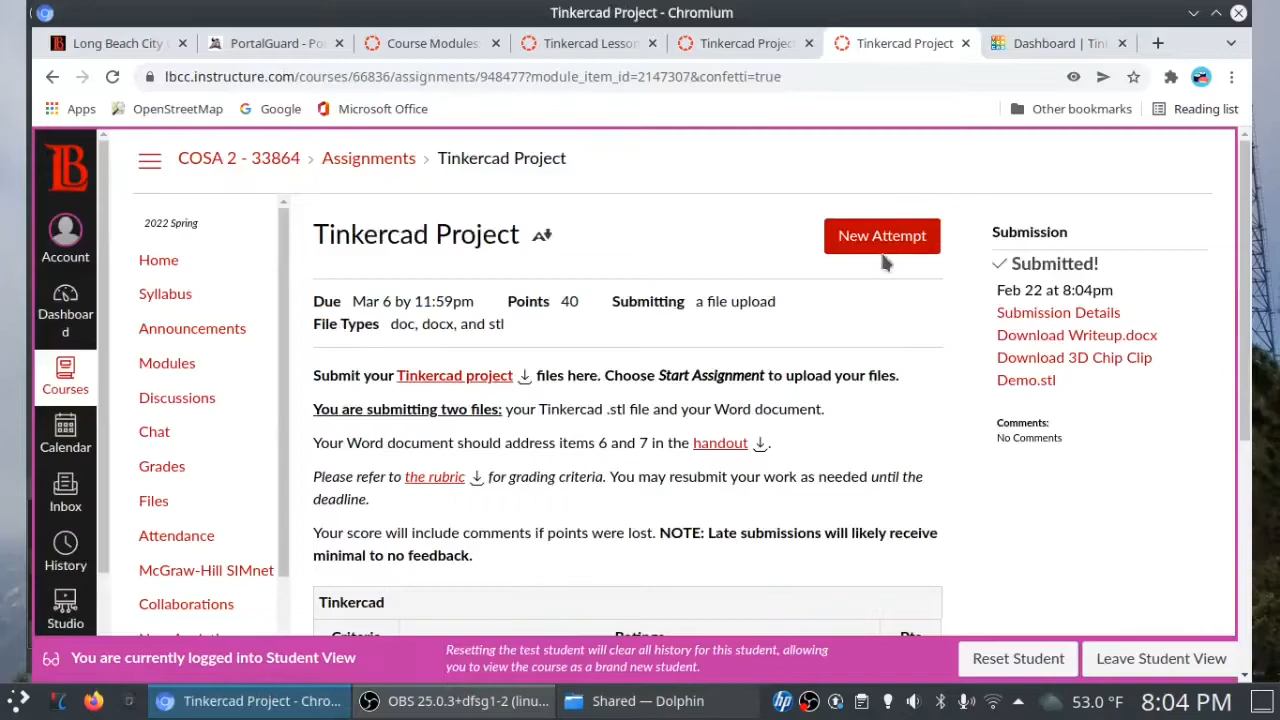 Tinkercad Project - Chromium
Long Beach City
PortalGuard - Po
Course Modules:
Tinkercad Lesson
Tinkercad Projec
Tinkercad Project
Dashboard | Tin
lbcc.instructure.com/courses/66836/assignments/948477?module_item_id=2147307&confetti=true
Apps
OpenStreetMap
Google
Microsoft Office
Other bookmarks
Reading list
COSA 2 - 33864 › Assignments › Tinkercad Project
Account
Dashboar
d
Courses
Calendar
Inbox
History
Studio
2022 Spring
Home
Syllabus
Announcements
Modules
Discussions
Chat
Grades
Files
Attendance
McGraw-Hill SIMnet
Collaborations
Tinkercad Project
New Attempt
Due Mar 6 by 11:59pm Points 40 Submitting a file upload
File Types doc, docx, and stl
Submit your Tinkercad project files here. Choose Start Assignment to upload your files.
You are submitting two files: your Tinkercad .stl file and your Word document.
Your Word document should address items 6 and 7 in the handout.
Please refer to the rubric for grading criteria. You may resubmit your work as needed until the
deadline.
Your score will include comments if points were lost. NOTE: Late submissions will likely receive
minimal to no feedback.
Tinkercad
Criteria Ratings Pts
Submission
Submitted!
Feb 22 at 8:04pm
Submission Details
Download Writeup.docx
Download 3D Chip Clip
Demo.stl
Comments:
No Comments
You are currently logged into Student View
Resetting the test student will clear all history for this student, allowing
you to view the course as a brand new student.
Reset Student
Leave Student View
Tinkercad Project - Chro...
OBS 25.0.3+dfsg1-2 (linu...
Shared — Dolphin
53.0 °F
8:04 PM